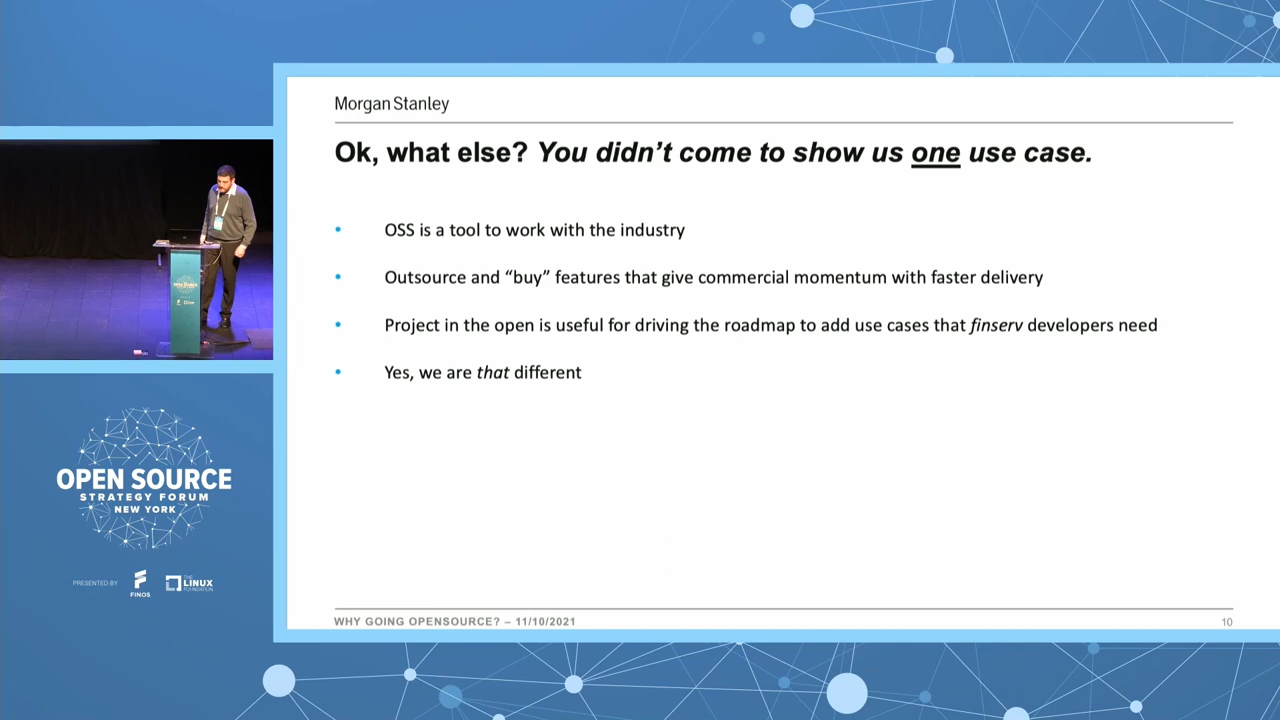 Morgan Stanley
Ok, what else? You didn’t come to show us one use case.
• OSS is a tool to work with the industry
• Outsource and “buy” features that give commercial momentum with faster delivery
• Project in the open is useful for driving the roadmap to add use cases that finserv developers need
• Yes, we are that different
WHY GOING OPENSOURCE? – 11/10/2021
10
OPEN SOURCE
STRATEGY FORUM
NEW YORK
PRESENTED BY
FINOS
THE
LINUX
FOUNDATION